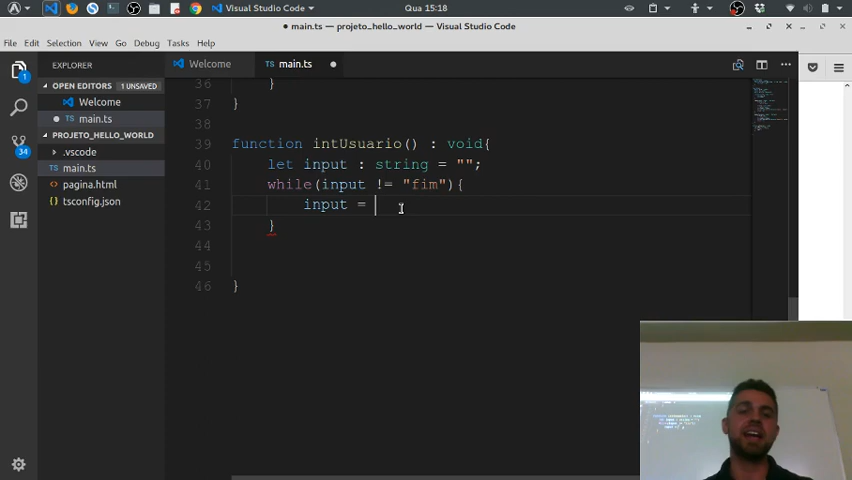 Visual Studio Code
Qua 15:18
main.ts - projeto_hello_world - Visual Studio Code
File Edit Selection View Go Debug Tasks Help
EXPLORER
OPEN EDITORS 1 UNSAVED
Welcome
main.ts
PROJETO_HELLO_WORLD
.vscode
main.ts
pagina.html
tsconfig.json
1
34
Welcome
main.ts
36 }
37 }
38
39 function intUsuario() : void{
40 let input : string = "";
41 while(input != "fim"){
42 input =
43 }
44
45
46 }